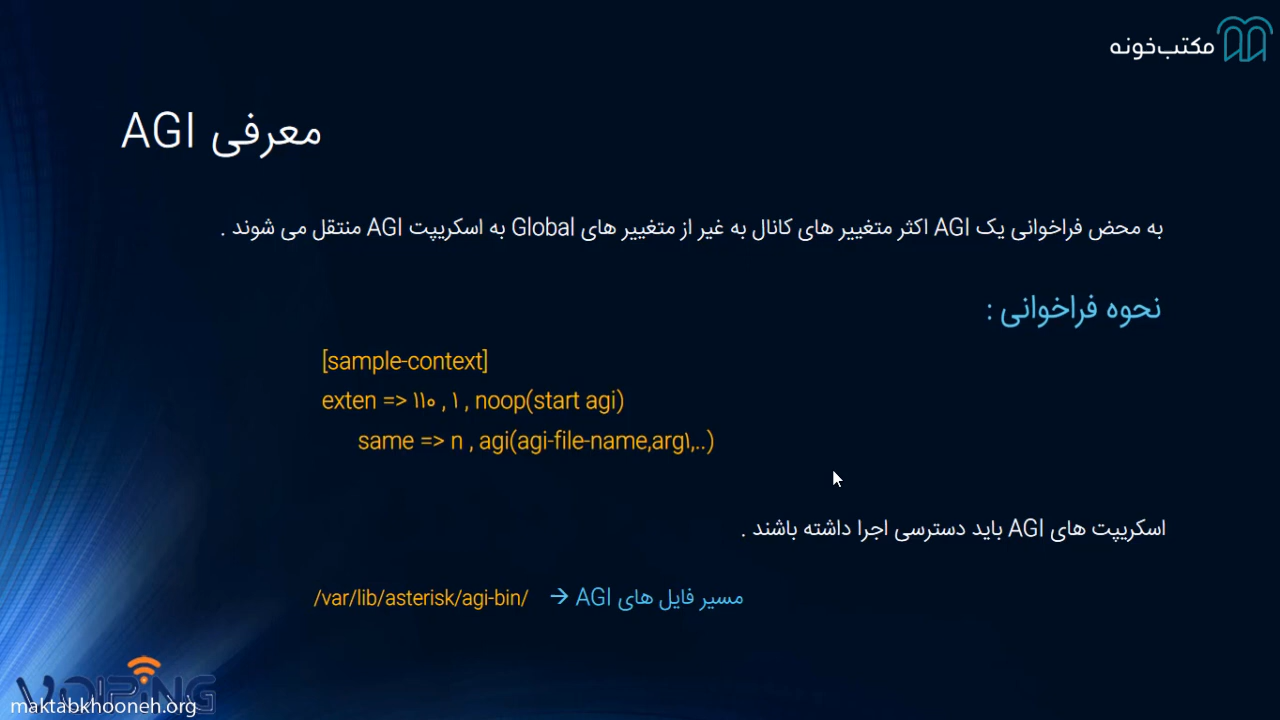 مکتب‌خونه
معرفی AGI
به محض فراخوانی یک AGI اکثر متغییر های کانال به غیر از متغییر های Global به اسکریپت AGI منتقل می شوند .
نحوه فراخوانی :
[sample-context]
exten => ۱۱۰ , ۱ , noop(start agi)
same => n , agi(agi-file-name,arg۱,..)
اسکریپت های AGI باید دسترسی اجرا داشته باشند .
مسیر فایل های AGI → /var/lib/asterisk/agi-bin/
VOIPING
maktabkhooneh.org